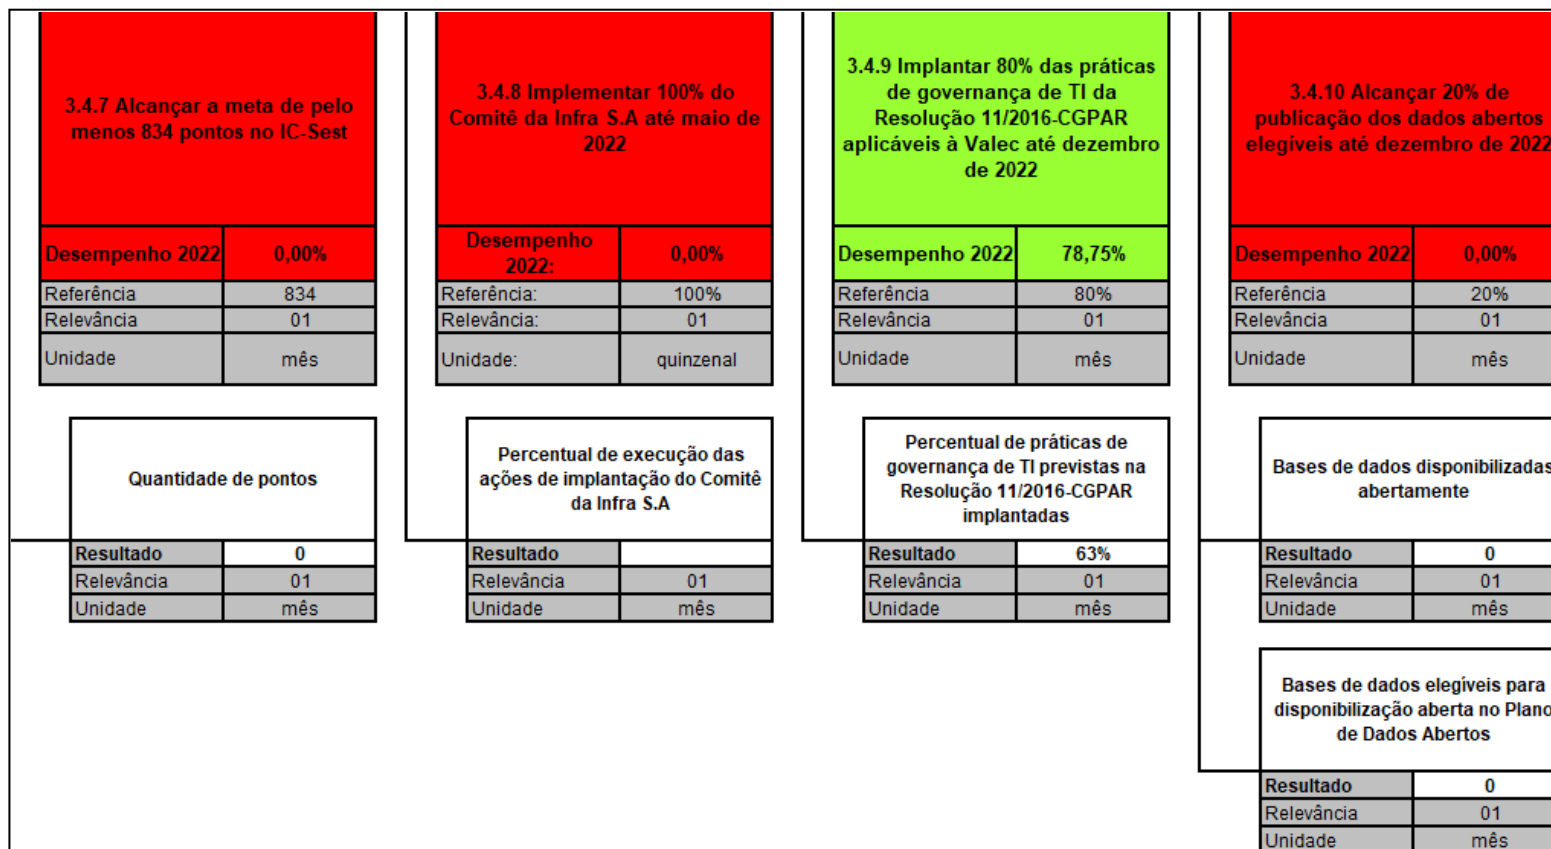 3.4.7 Alcançar a meta de pelo
menos 834 pontos no IC-Sest
Desempenho 2022 0,00%
Referência 834
Relevância 01
Unidade mês
Quantidade de pontos
Resultado 0
Relevância 01
Unidade mês
3.4.8 Implementar 100% do
Comitê da Infra S.A até maio de
2022
Desempenho
2022: 0,00%
Referência: 100%
Relevância: 01
Unidade: quinzenal
Percentual de execução das
ações de implantação do Comitê
da Infra S.A
Resultado
Relevância 01
Unidade mês
3.4.9 Implantar 80% das práticas
de governança de TI da
Resolução 11/2016-CGPAR
aplicáveis à Valec até dezembro
de 2022
Desempenho 2022 78,75%
Referência 80%
Relevância 01
Unidade mês
Percentual de práticas de
governança de TI previstas na
Resolução 11/2016-CGPAR
implantadas
Resultado 63%
Relevância 01
Unidade mês
3.4.10 Alcançar 20% de
publicação dos dados abertos
elegíveis até dezembro de 2022
Desempenho 2022 0,00%
Referência 20%
Relevância 01
Unidade mês
Bases de dados disponibilizadas
abertamente
Resultado 0
Relevância 01
Unidade mês
Bases de dados elegíveis para
disponibilização aberta no Plano
de Dados Abertos
Resultado 0
Relevância 01
Unidade mês